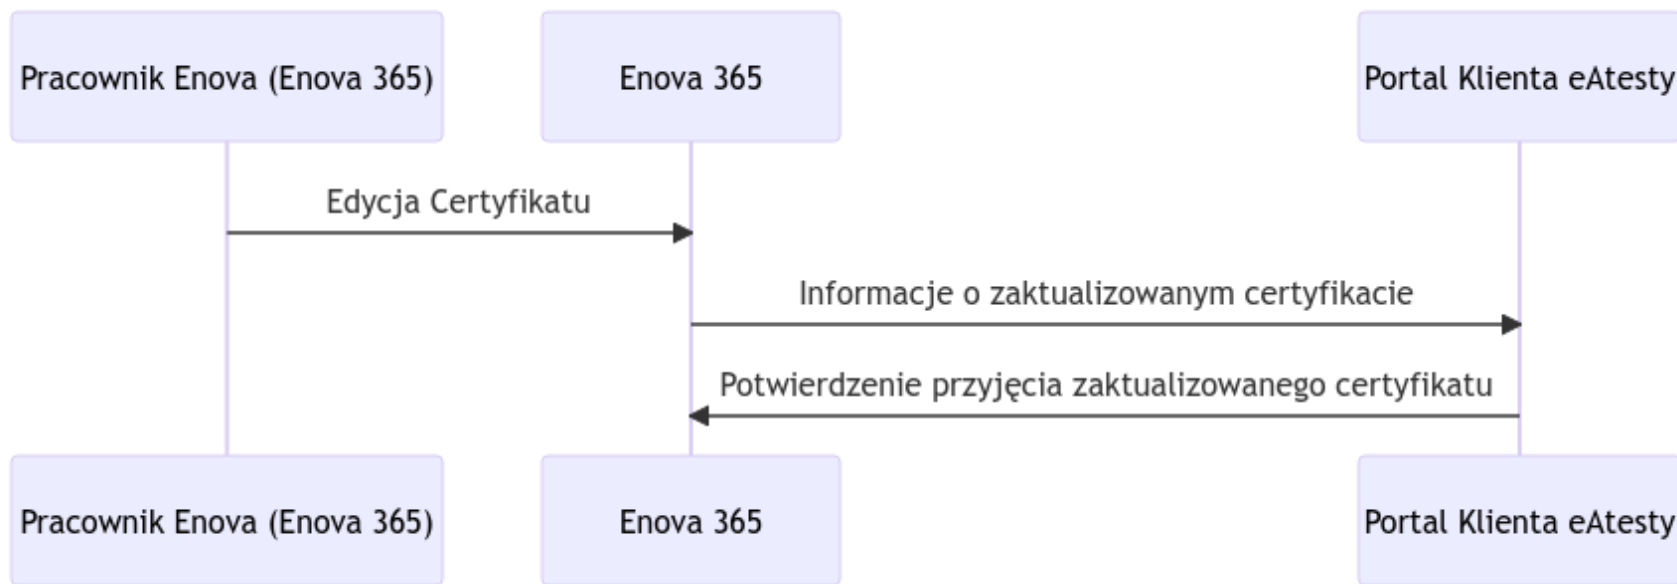 Pracownik Enova (Enova 365)
Enova 365
Portal Klienta eAtesty
Edycja Certyfikatu
Informacje o zaktualizowanym certyfikacie
Potwierdzenie przyjęcia zaktualizowanego certyfikatu
Pracownik Enova (Enova 365)
Enova 365
Portal Klienta eAtesty